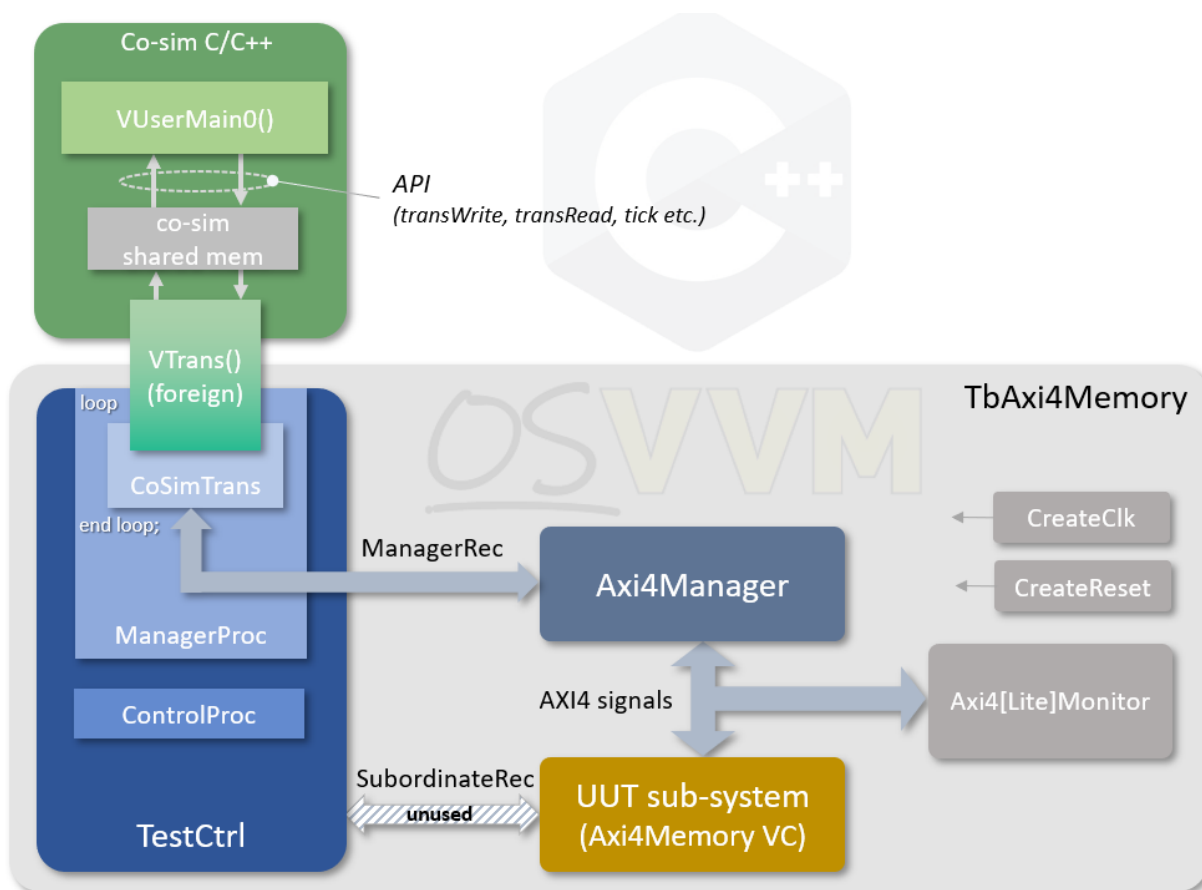 Co-sim C/C++
VUserMain0()
API
(transWrite, transRead, tick etc.)
co-sim
shared mem
C
++
VTrans()
(foreign)
loop
CoSimTrans
end loop;
ManagerProc
ControlProc
TestCtrl
OSVVM
TbAxi4Memory
CreateClk
CreateReset
ManagerRec
Axi4Manager
AXI4 signals
Axi4[Lite]Monitor
SubordinateRec
unused
UUT sub-system
(Axi4Memory VC)